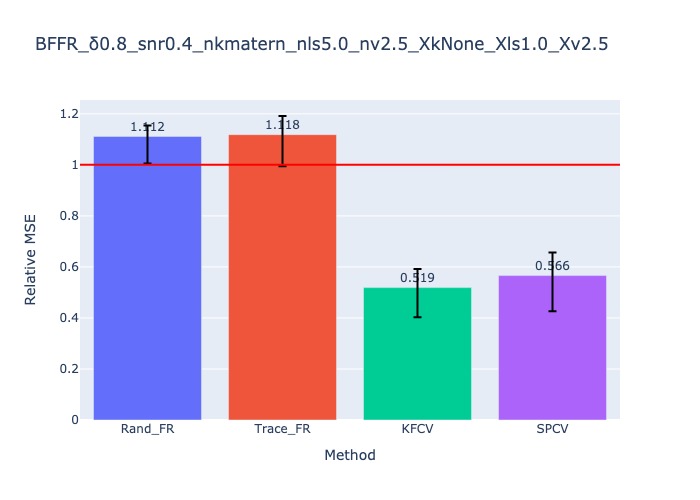 BFFR_δ0.8_snr0.4_nkmatern_nls5.0_nv2.5_XkNone_Xls1.0_Xv2.5
1.2
1
0.8
0.6
0.4
0.2
0
Relative MSE
1.112
1.118
0.519
0.566
Rand_FR
Trace_FR
KFCV
SPCV
Method